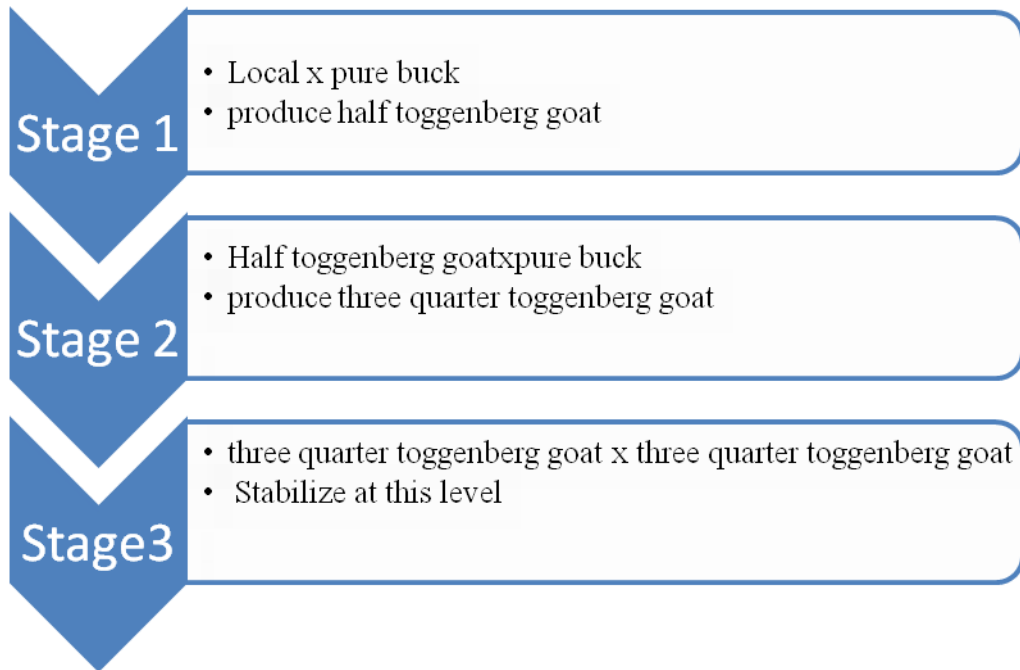 Stage 1
• Local x pure buck
• produce half toggenberg goat
Stage 2
• Half toggenberg goatxpure buck
• produce three quarter toggenberg goat
Stage3
• three quarter toggenberg goat x three quarter toggenberg goat
• Stabilize at this level